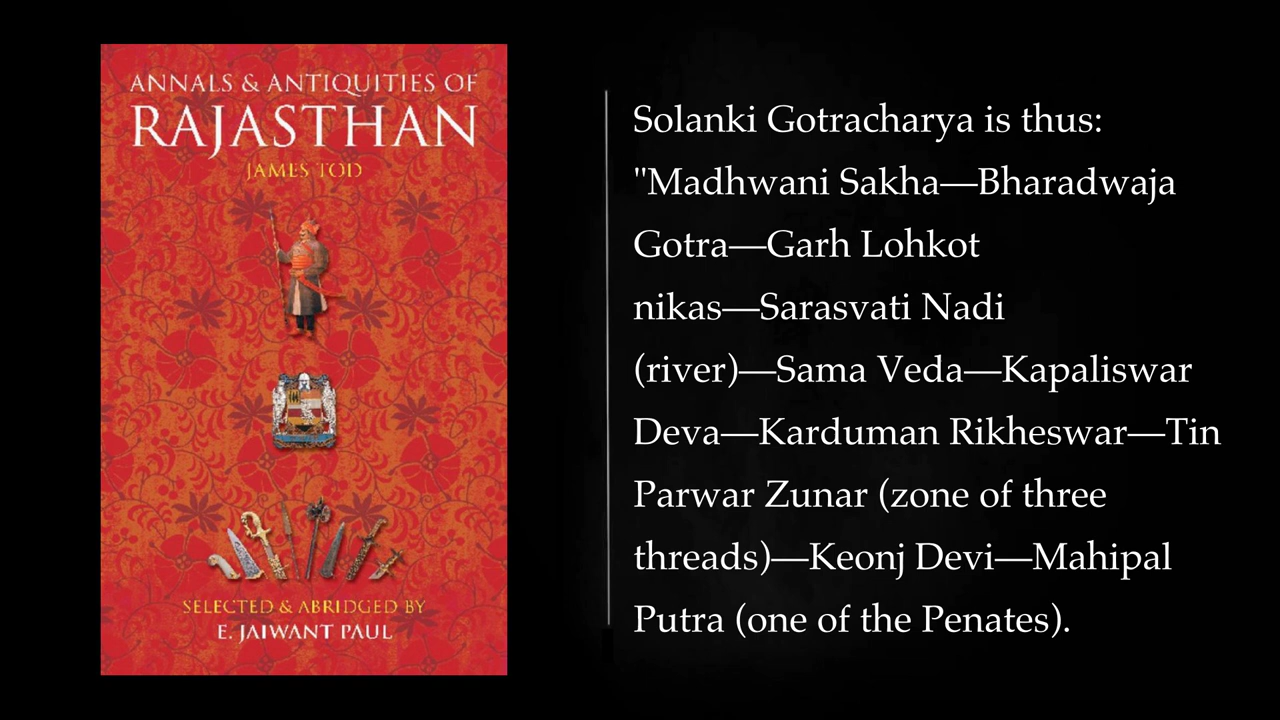 ANNALS & ANTIQUITIES OF
RAJASTHAN
JAMES TOD
SELECTED & ABRIDGED BY
E. JAIWANT PAUL
Solanki Gotracharya is thus:
"Madhwani Sakha—Bharadwaja
Gotra—Garh Lohkot
nikas—Sarasvati Nadi
(river)—Sama Veda—Kapaliswar
Deva—Karduman Rikheswar—Tin
Parwar Zunar (zone of three
threads)—Keonj Devi—Mahipal
Putra (one of the Penates).